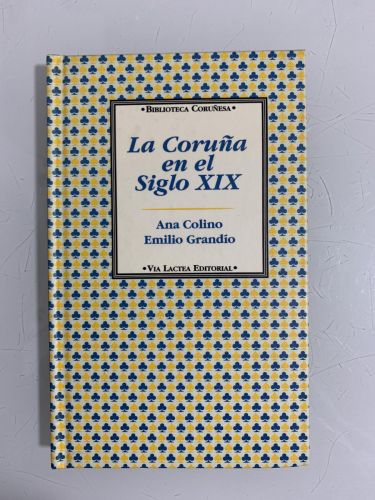 • BIBLIOTECA CORUÑESA •
La Coruña
en el
Siglo XIX
Ana Colino
Emilio Grandío
• VIA LACTEA EDITORIAL •